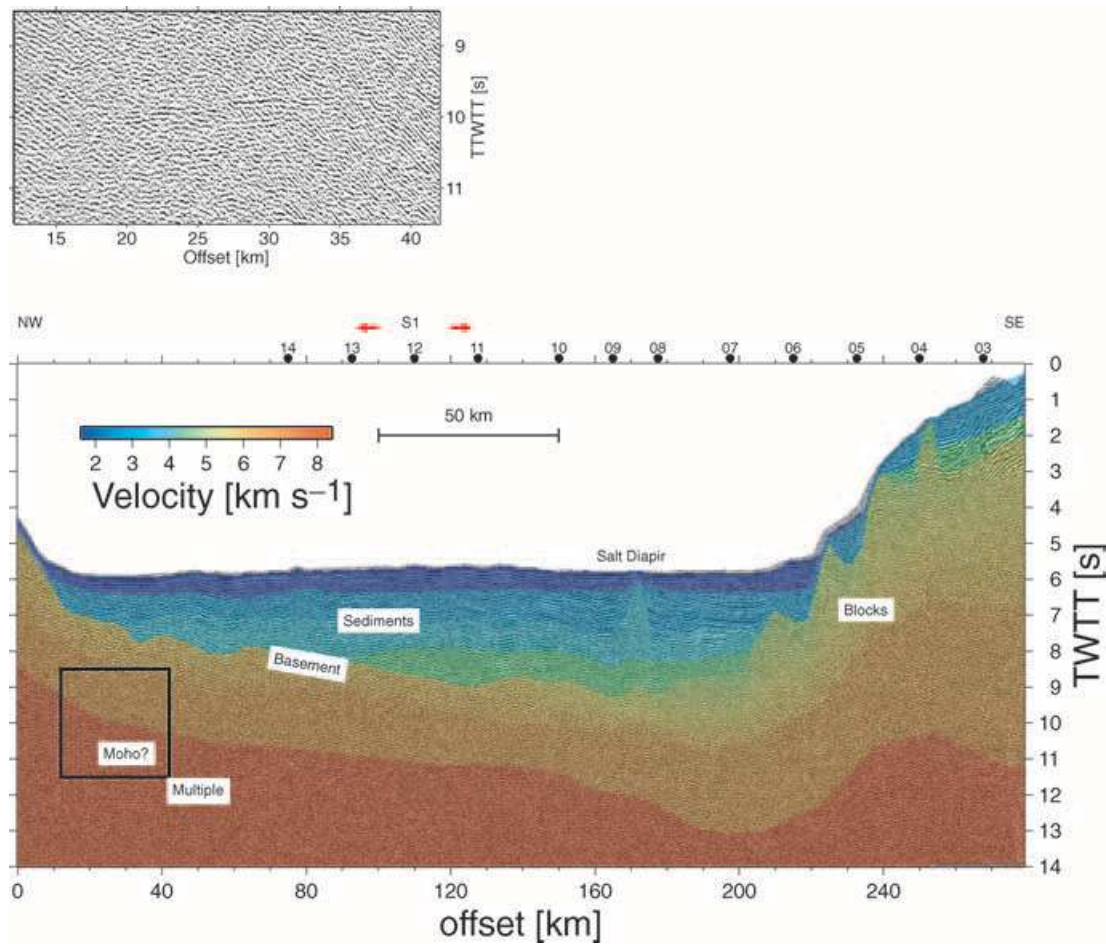 9
10
11
TTWTT [s]
15 20 25 30 35 40
Offset [km]
NW S1 SE
14 13 12 11 10 09 08 07 06 05 04 03
0
1
2
3
4
5
6
7
8
9
10
11
12
13
14
TWTT [s]
50 km
2 3 4 5 6 7 8
Velocity [km s–1]
Salt Diapir
Sediments
Blocks
Basement
Moho?
Multiple
0 40 80 120 160 200 240
offset [km]